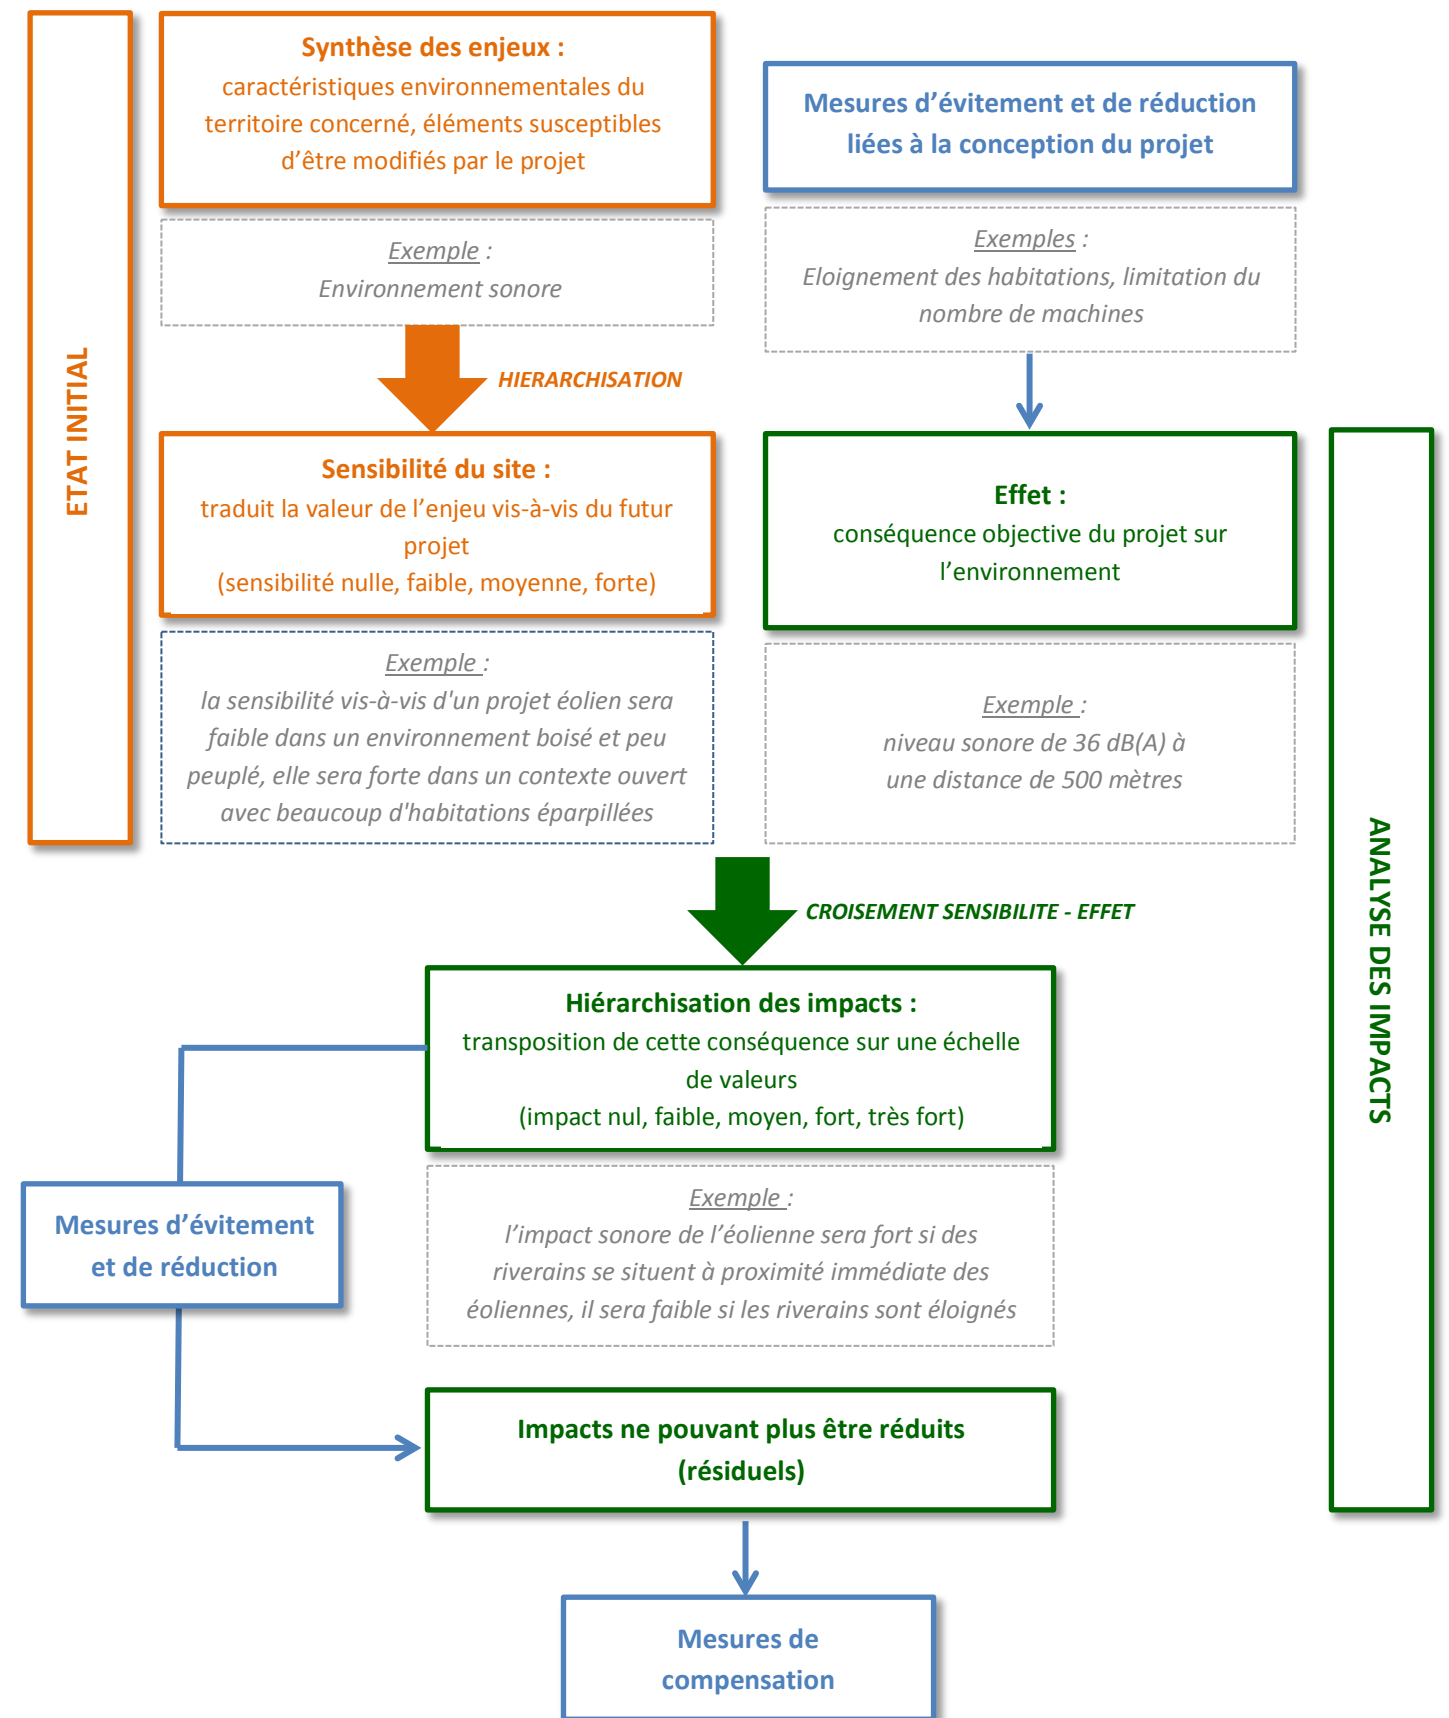 ETAT INITIAL
Synthèse des enjeux :
caractéristiques environnementales du
territoire concerné, éléments susceptibles
d’être modifiés par le projet
Exemple :
Environnement sonore
HIERARCHISATION
Sensibilité du site :
traduit la valeur de l’enjeu vis-à-vis du futur
projet
(sensibilité nulle, faible, moyenne, forte)
Exemple :
la sensibilité vis-à-vis d'un projet éolien sera
faible dans un environnement boisé et peu
peuplé, elle sera forte dans un contexte ouvert
avec beaucoup d'habitations éparpillées
Mesures d’évitement et de réduction
liées à la conception du projet
Exemples :
Eloignement des habitations, limitation du
nombre de machines
Effet :
conséquence objective du projet sur
l’environnement
Exemple :
niveau sonore de 36 dB(A) à
une distance de 500 mètres
ANALYSE DES IMPACTS
CROISEMENT SENSIBILITE - EFFET
Hiérarchisation des impacts :
transposition de cette conséquence sur une échelle
de valeurs
(impact nul, faible, moyen, fort, très fort)
Exemple :
l’impact sonore de l’éolienne sera fort si des
riverains se situent à proximité immédiate des
éoliennes, il sera faible si les riverains sont éloignés
Mesures d’évitement
et de réduction
Impacts ne pouvant plus être réduits
(résiduels)
Mesures de
compensation